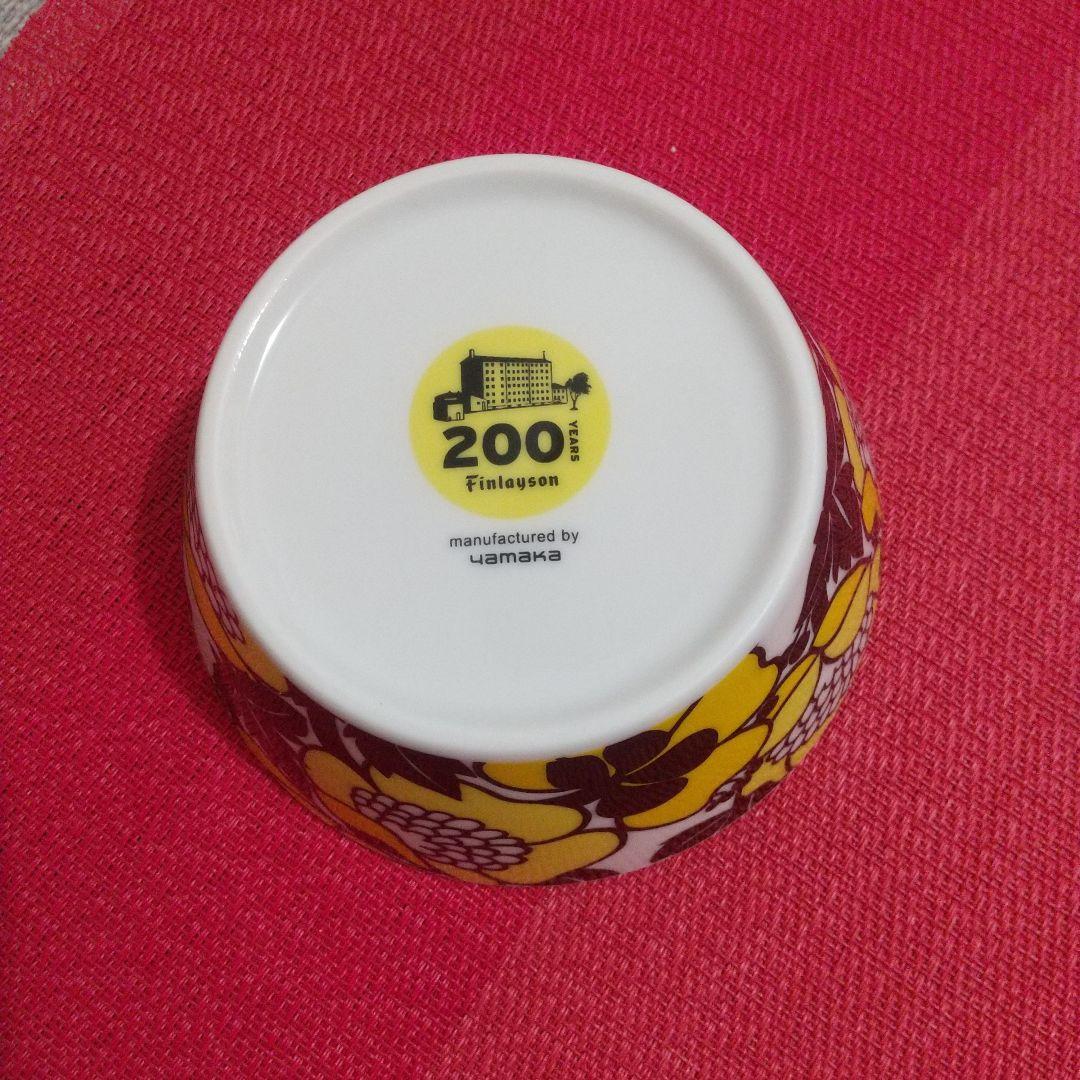 200 YEARS
Finlayson
manufactured by
yamaka